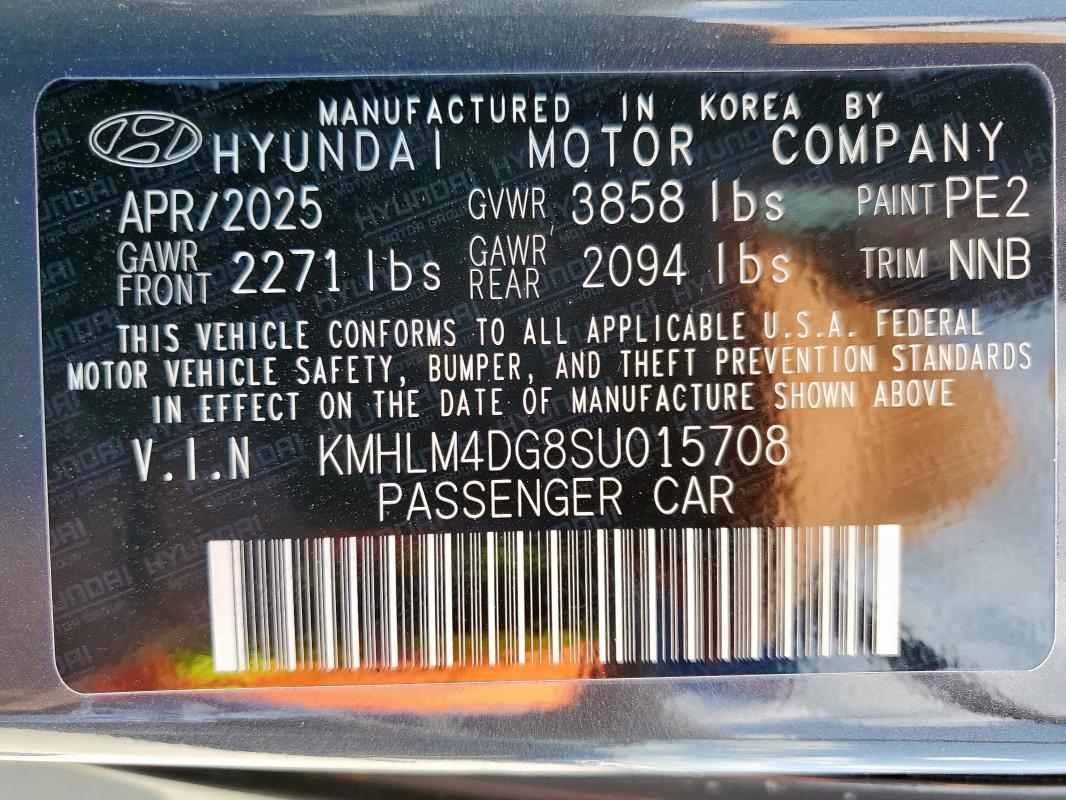 MANUFACTURED IN KOREA BY
HYUNDAI MOTOR COMPANY
APR/2025 GVWR 3858 lbs PAINT PE2
GAWR FRONT 2271 lbs GAWR REAR 2094 lbs TRIM NNB
THIS VEHICLE CONFORMS TO ALL APPLICABLE U.S.A. FEDERAL
MOTOR VEHICLE SAFETY, BUMPER, AND THEFT PREVENTION STANDARDS
IN EFFECT ON THE DATE OF MANUFACTURE SHOWN ABOVE
V.I.N KMHLM4DG8SU015708
PASSENGER CAR